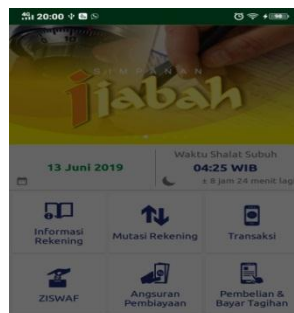 20:00
SIMPANAN
ijabah
13 Juni 2019
Waktu Shalat Subuh
04:25 WIB
± 8 jam 24 menit lag
Informasi
Rekening
Mutasi Rekening
Transaksi
ZISWAF
Angsuran
Pembiayaan
Pembelian &
Bayar Tagihan